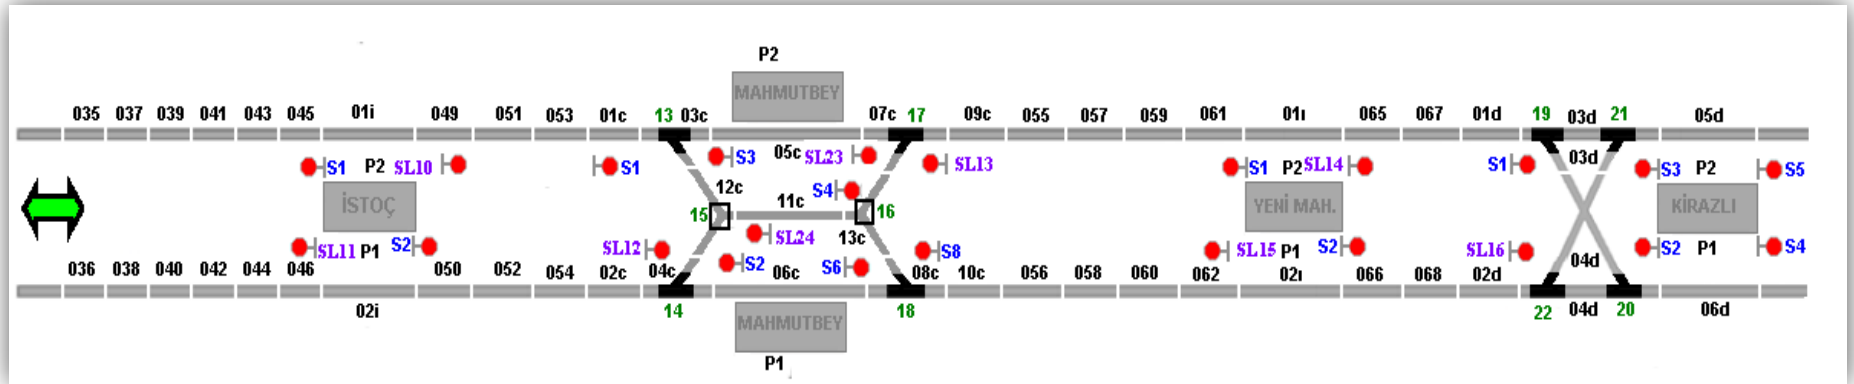 P2
MAHMUTBEY
035 037 039 041 043 045 01i 049 051 053 01c 13 03c 07c 17 09c 055 057 059 061 01ı 065 067 01d 19 03d 21 05d
S1 P2 SL10 S1 S3 05c SL23 SL13 S1 P2 SL14 S1 03d S3 P2 S5
12c S4
İSTOÇ 15 11c 16 YENİ MAH. KİRAZLI
SL24 13c
SL11 P1 S2 SL12 S2 S6 S8 SL15 P1 S2 SL16 S2 P1 S4
036 038 040 042 044 046 050 052 054 02c 04c 06c 08c 10c 056 058 060 062 02ı 066 068 02d 04d
02i 14 MAHMUTBEY 18 22 04d 20 06d
P1